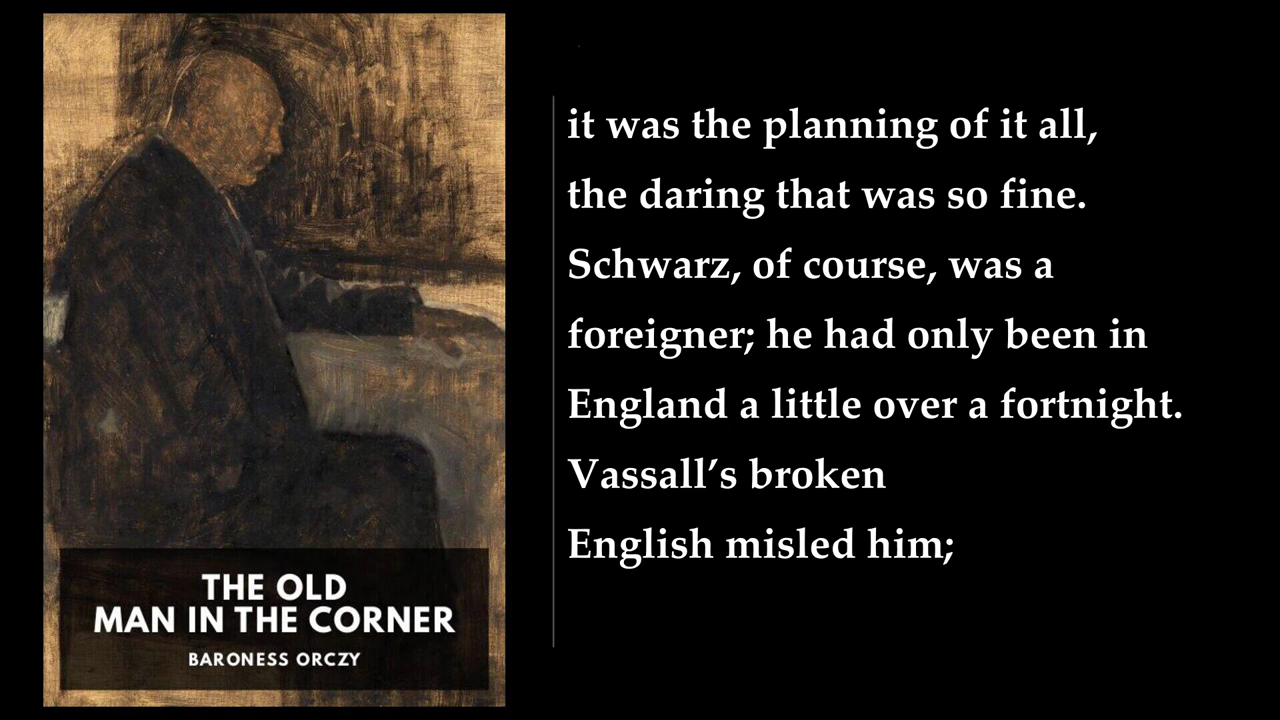 THE OLD
MAN IN THE CORNER
BARONESS ORCZY
it was the planning of it all,
the daring that was so fine.
Schwarz, of course, was a
foreigner; he had only been in
England a little over a fortnight.
Vassall’s broken
English misled him;